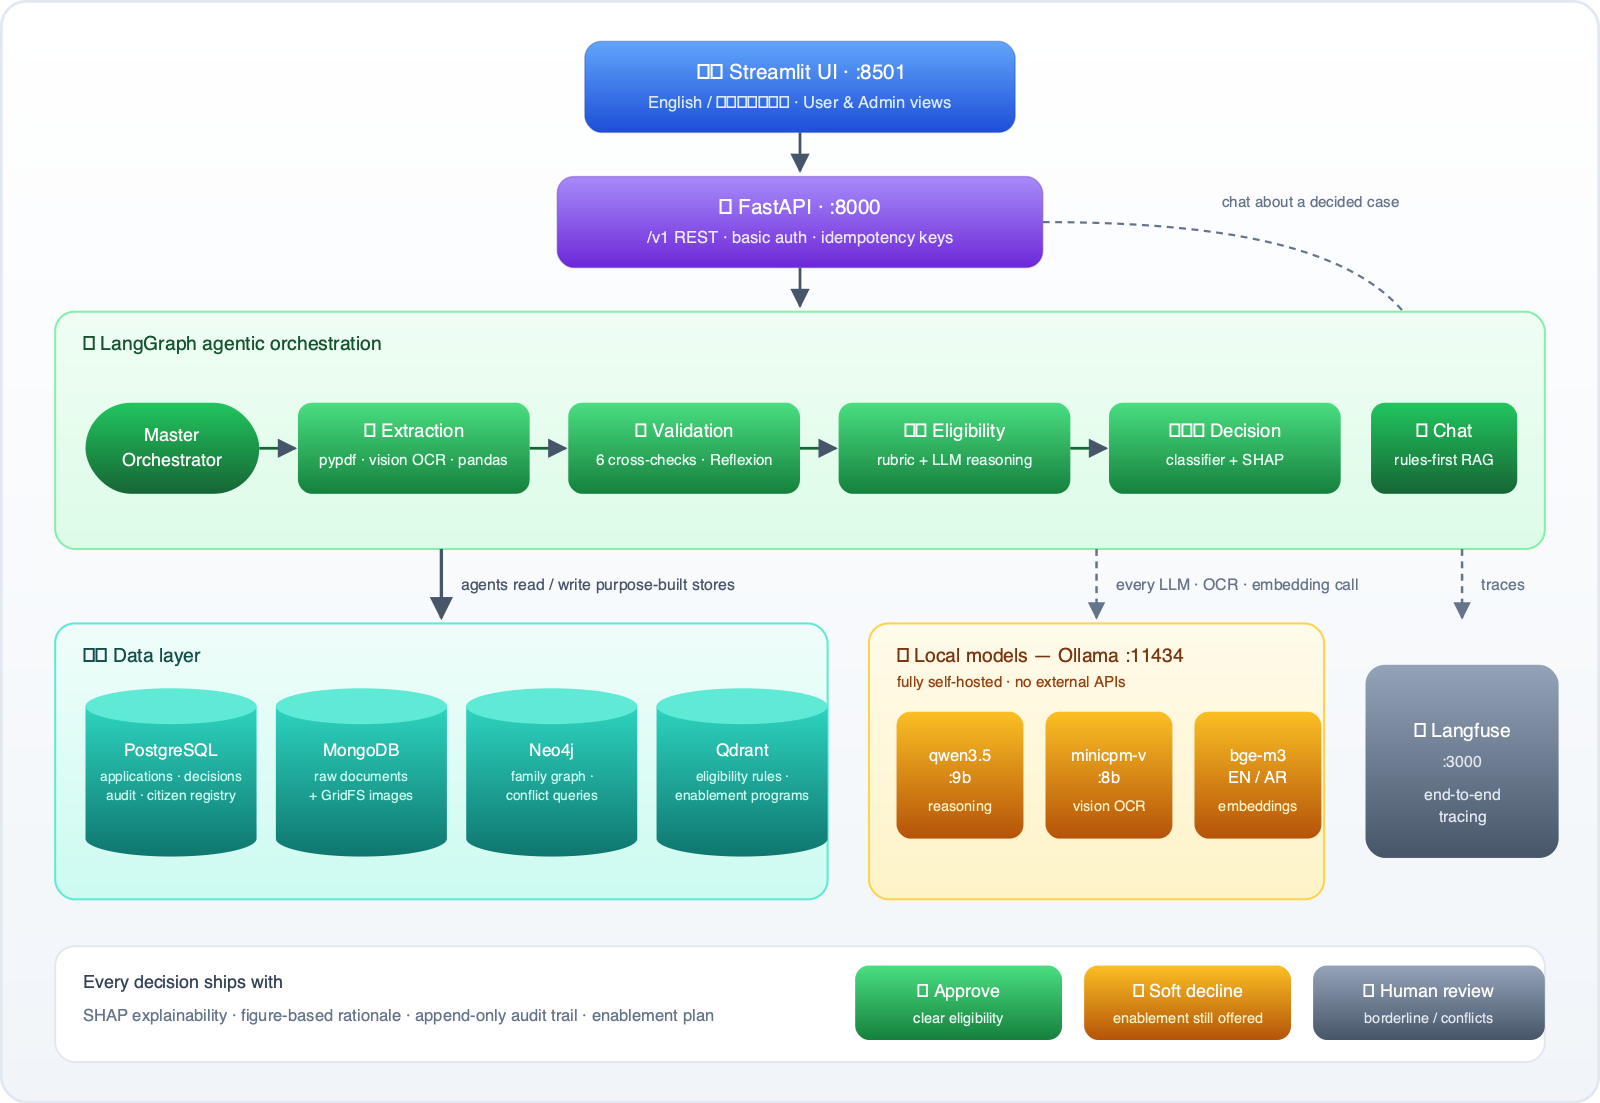 Streamlit UI · :8501
English / · User & Admin views
FastAPI · :8000
/v1 REST · basic auth · idempotency keys
chat about a decided case
LangGraph agentic orchestration
Master
Orchestrator
Extraction
pypdf · vision OCR · pandas
Validation
6 cross-checks · Reflexion
Eligibility
rubric + LLM reasoning
Decision
classifier + SHAP
Chat
rules-first RAG
agents read / write purpose-built stores
every LLM · OCR · embedding call
traces
Data layer
PostgreSQL
applications · decisions
audit · citizen registry
MongoDB
raw documents
+ GridFS images
Neo4j
family graph ·
conflict queries
Qdrant
eligibility rules ·
enablement programs
Local models — Ollama :11434
fully self-hosted · no external APIs
qwen3.5
:9b
reasoning
minicpm-v
:8b
vision OCR
bge-m3
EN / AR
embeddings
Langfuse
:3000
end-to-end
tracing
Every decision ships with
SHAP explainability · figure-based rationale · append-only audit trail · enablement plan
Approve
clear eligibility
Soft decline
enablement still offered
Human review
borderline / conflicts